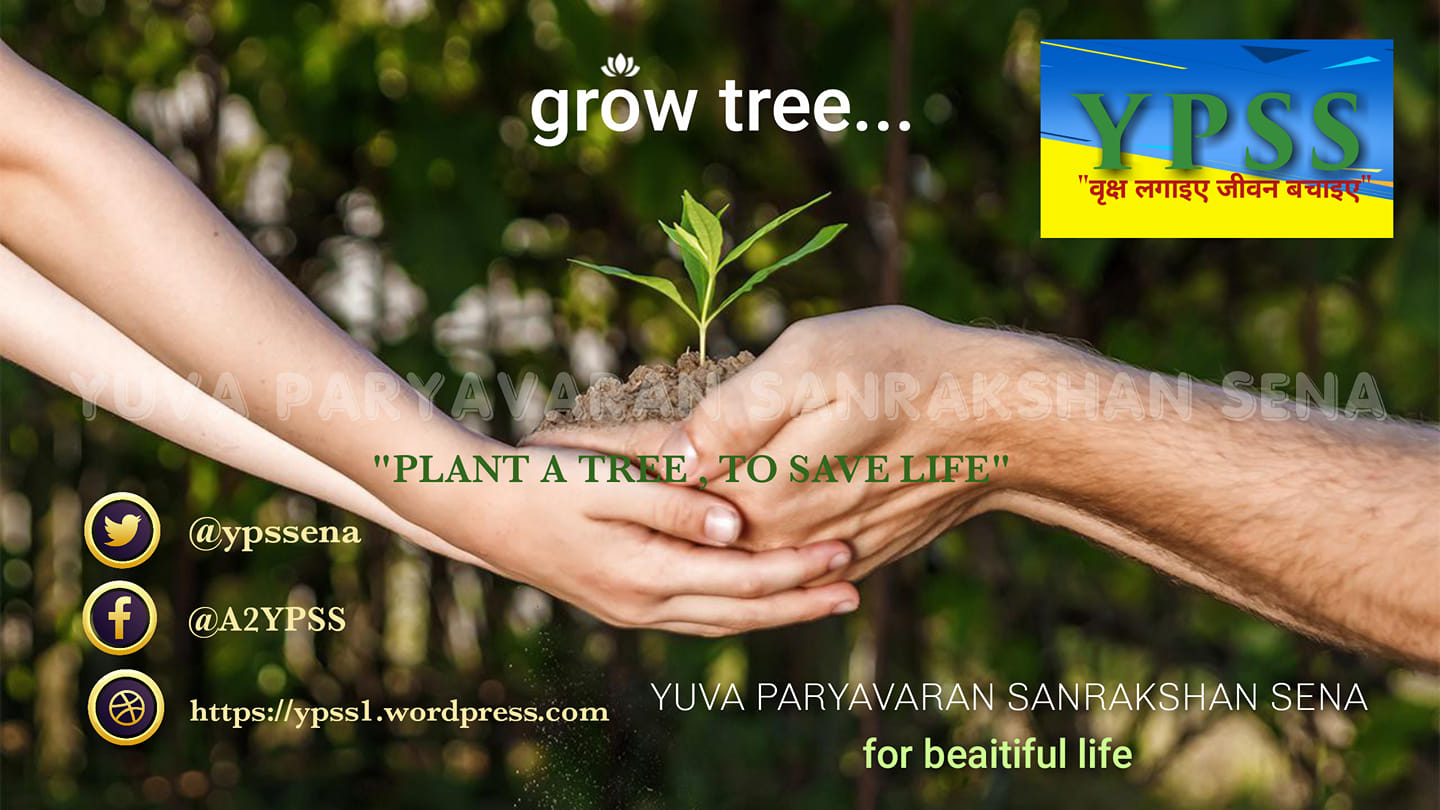 grow tree...
YPSS
"वृक्ष लगाइए जीवन बचाइए"
YUVA PARYAVARAN SANRAKSHAN SENA
"PLANT A TREE , TO SAVE LIFE"
@ypssena
@A2YPSS
https://ypss1.wordpress.com
YUVA PARYAVARAN SANRAKSHAN SENA
for beaitiful life